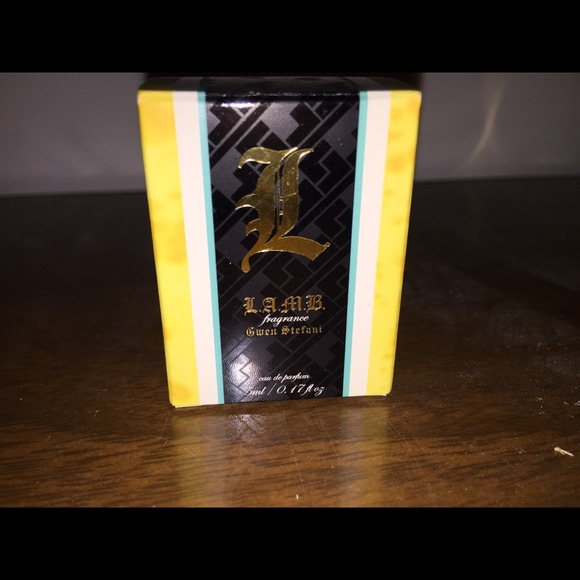 L
L.A.M.B.
fragrance
Gwen Stefani
eau de parfum
5ml / 0.17 fl oz